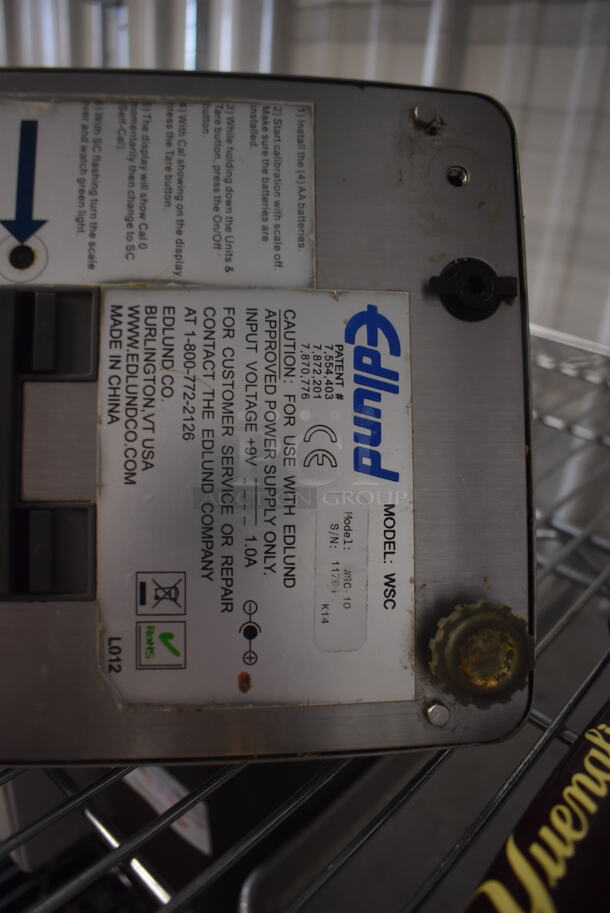 1) Install the (4) AA batteries.
2) Start calibration with scale off.
Make sure the batteries are
installed.
3) While holding down the Units &
Tare button, press the On/Off
button.
4) With Cal showing on the display
press the Tare button.
5) The display will show Cal 0
momentarily then change to SC
(Self-Cal).
6) With SC flashing turn the scale
over and watch green light.
Edlund
PATENT #
7,554,403
7,872,201
7,870,776
CE
MODEL: WSC
Model: WSC-10
S/N: K14
CAUTION: FOR USE WITH EDLUND
APPROVED POWER SUPPLY ONLY.
INPUT VOLTAGE +9V 1.0A
FOR CUSTOMER SERVICE OR REPAIR
CONTACT THE EDLUND COMPANY
AT 1-800-772-2126
EDLUND CO.
BURLINGTON, VT USA
WWW.EDLUNDCO.COM
MADE IN CHINA
RoHS
L012
AUCTION GROUP
Yuengli